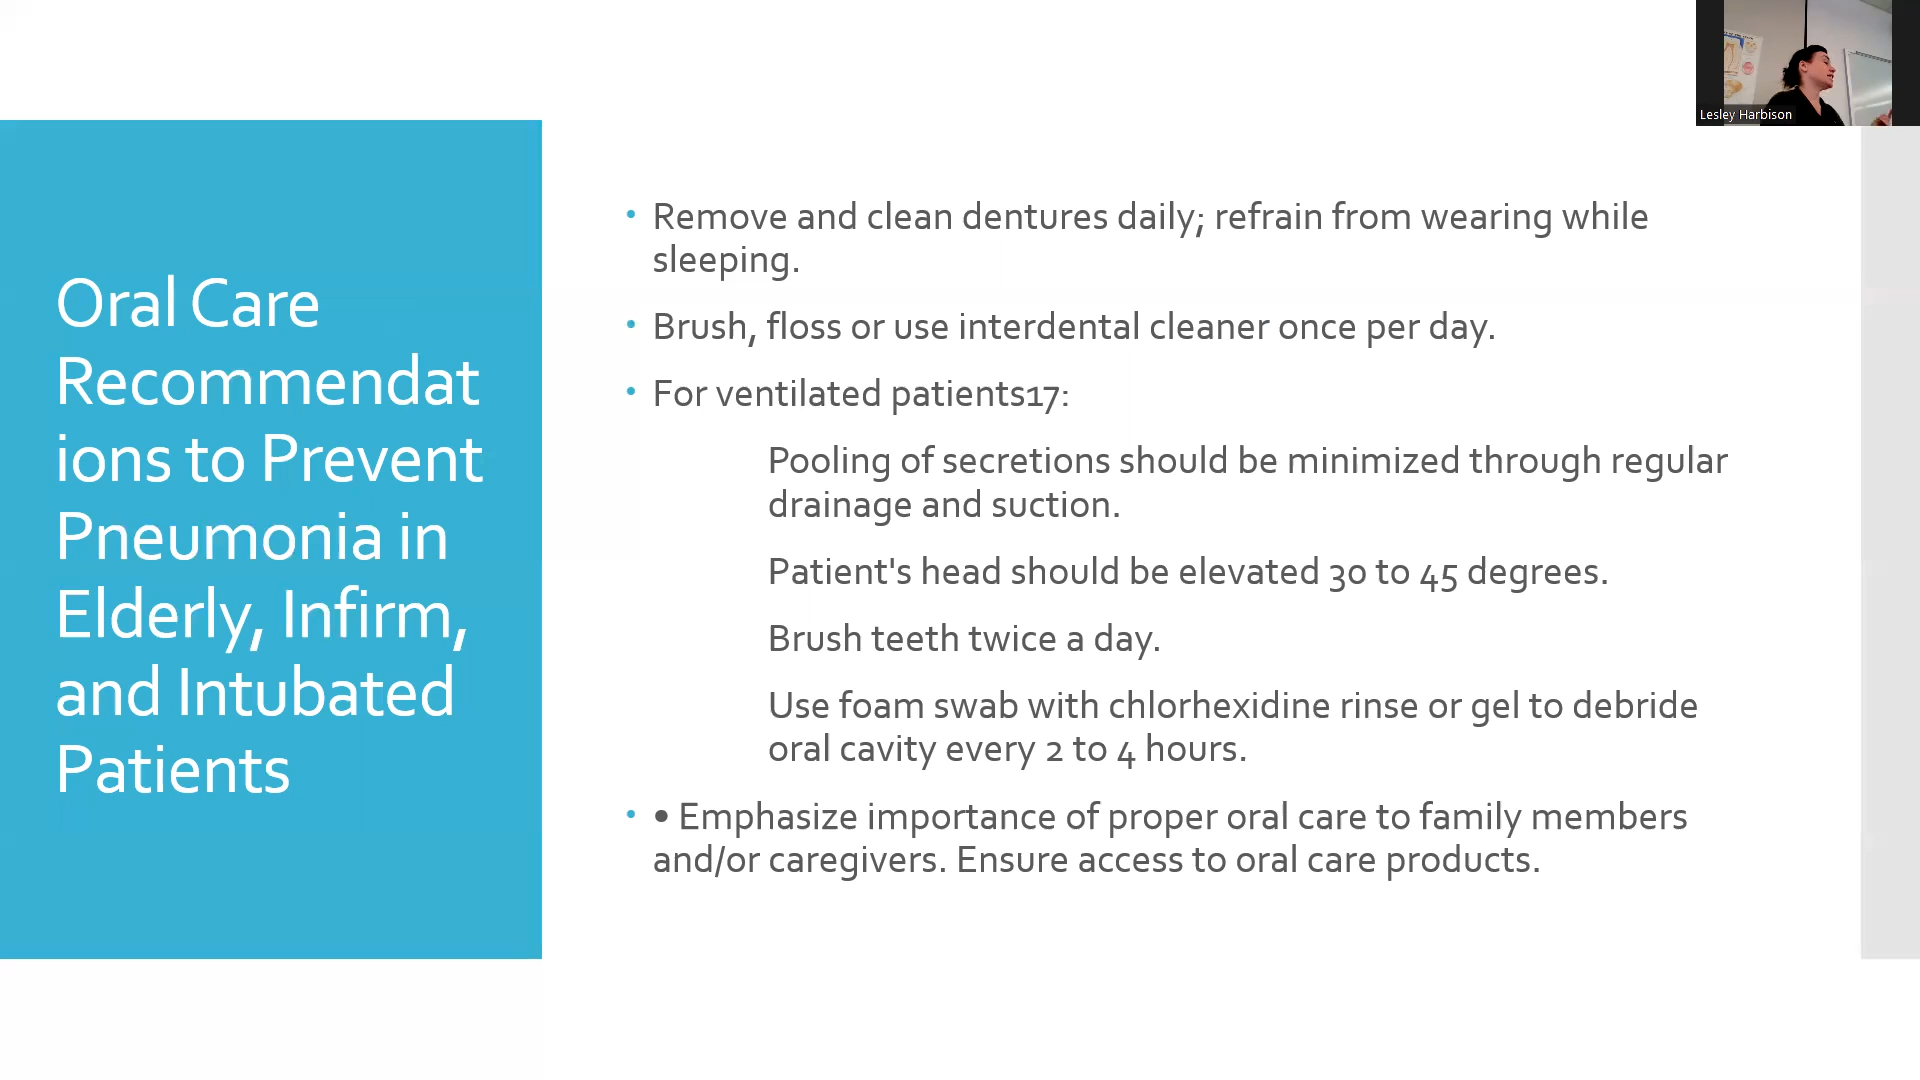 Lesley Harbison
Oral Care
Recommendat
ions to Prevent
Pneumonia in
Elderly, Infirm,
and Intubated
Patients
• Remove and clean dentures daily; refrain from wearing while
sleeping.
• Brush, floss or use interdental cleaner once per day.
• For ventilated patients17:
Pooling of secretions should be minimized through regular
drainage and suction.
Patient's head should be elevated 30 to 45 degrees.
Brush teeth twice a day.
Use foam swab with chlorhexidine rinse or gel to debride
oral cavity every 2 to 4 hours.
• • Emphasize importance of proper oral care to family members
and/or caregivers. Ensure access to oral care products.